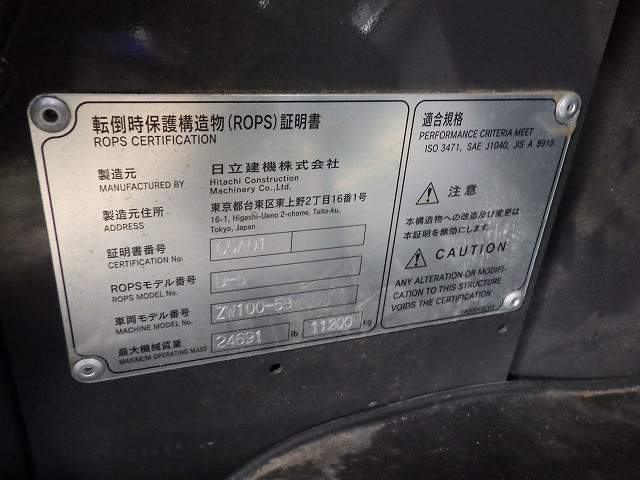 転倒時保護構造物(ROPS)証明書
ROPS CERTIFICATION
製造元
MANUFACTURED BY
日立建機株式会社
Hitachi Construction
Machinery Co.,Ltd.
製造元住所
ADDRESS
東京都台東区東上野2丁目16番1号
16-1, Higashi-Ueno 2-chome, Taito-ku,
Tokyo, Japan
証明書番号
CERTIFICATION No.
ROPSモデル番号
ROPS MODEL No.
車両モデル番号
MACHINE MODEL No.
ZW100-5B
最大機械質量
MAXIMUM OPERATING MASS
24691 lb 11200 kg
適合規格
PERFORMANCE CRITERIA MEET
ISO 3471, SAE J1040, JIS A 8910
注意
本構造物への改造及び変更は
本証明を無効にします.
CAUTION
ANY ALTERATION OR MODIFI-
CATION TO THIS STRUCTURE
VOIDS THE CERTIFICATION.